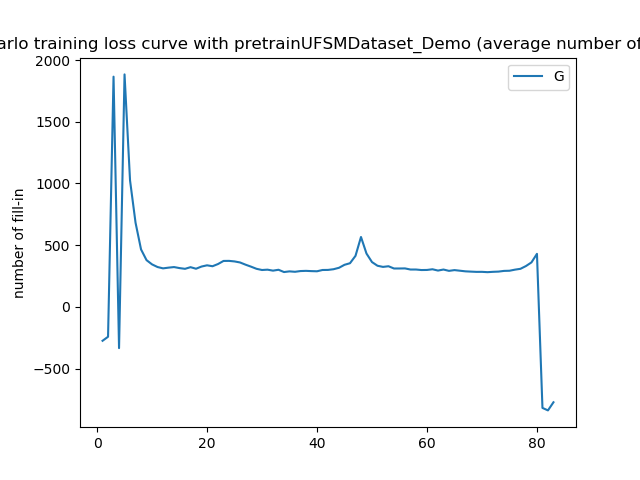 arlo training loss curve with pretrainUFSMDataset_Demo (average number of
G
number of fill-in
2000
1500
1000
500
0
−500
0 20 40 60 80